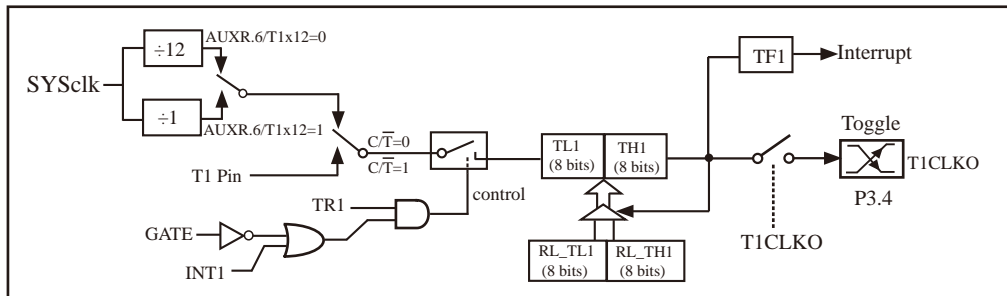 AUXR.6/T1x12=0
÷12
SYSclk
÷1
AUXR.6/T1x12=1
C/T̅=0
C/T̅=1
T1 Pin
control
TR1
GATE
INT1
TL1
(8 bits)
TH1
(8 bits)
RL_TL1
(8 bits)
RL_TH1
(8 bits)
TF1
Interrupt
Toggle
T1CLKO
P3.4
T1CLKO